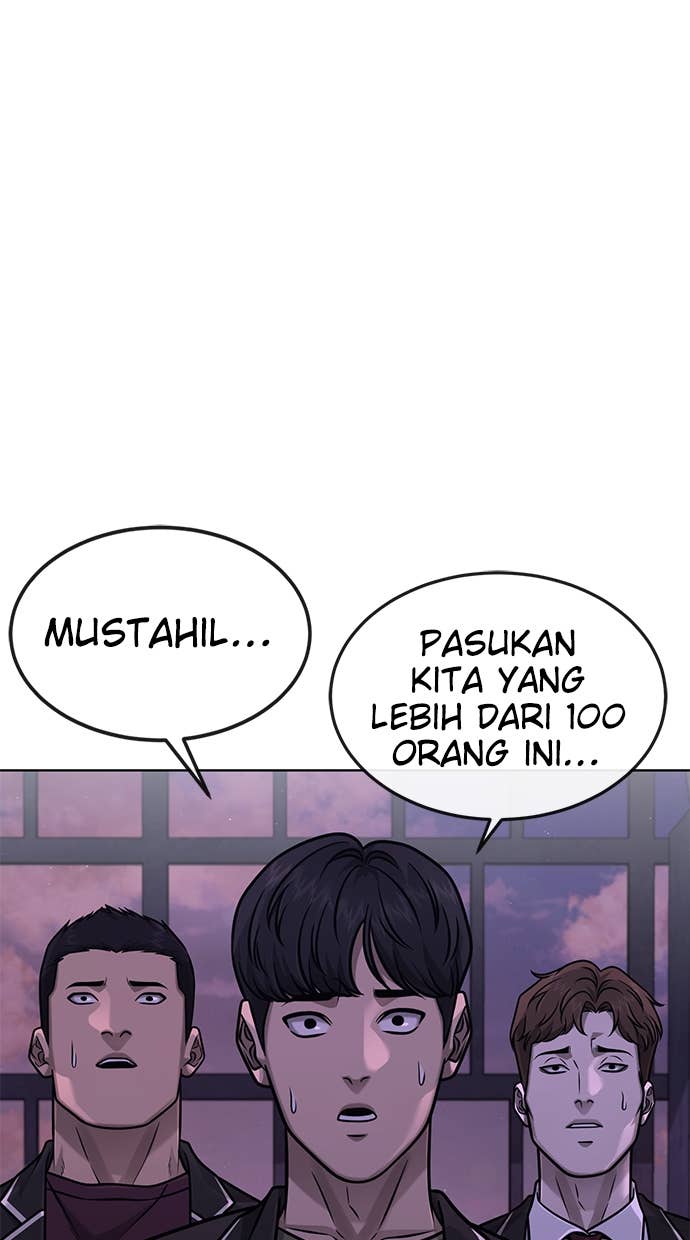 MUSTAHIL...
PASUKAN
KITA YANG
LEBIH DARI 100
ORANG INI...